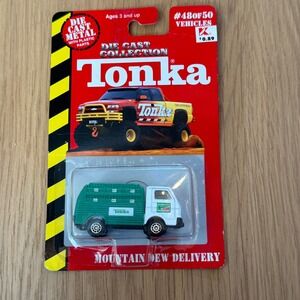 DIE
CAST
METAL
WITH PLASTIC
PARTS
Ages 3 and up
#48 of 50
VEHICLES
K
$0.89
DIE CAST
COLLECTION
Tonka
Tonka
Tonka
MOUNTAIN DEW DELIVERY